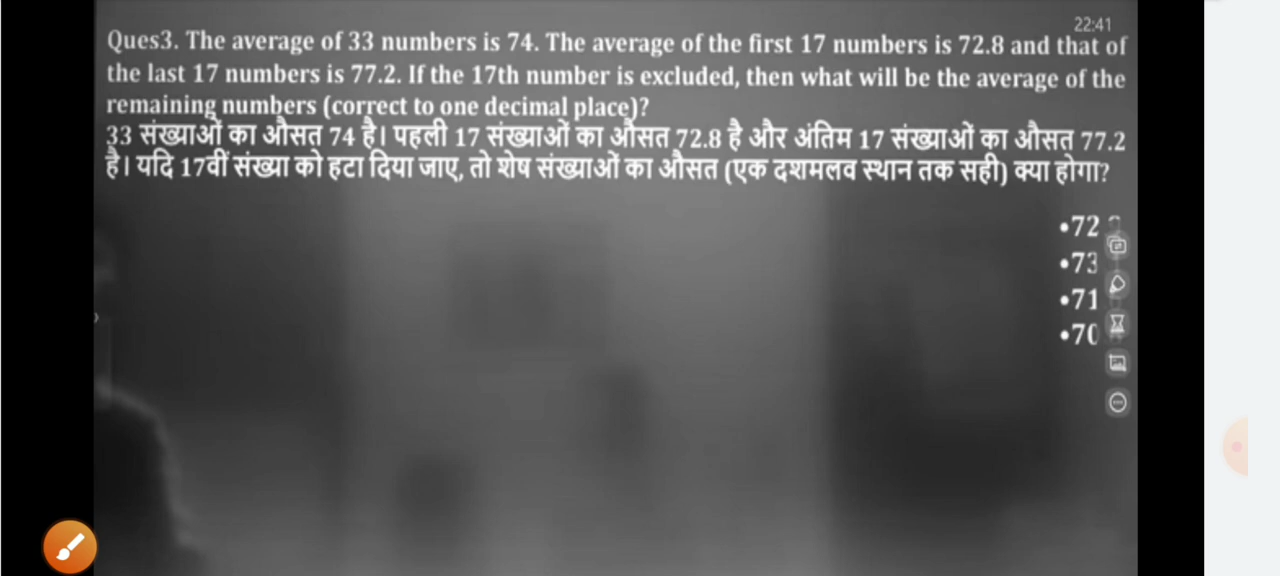 22:41
Ques3. The average of 33 numbers is 74. The average of the first 17 numbers is 72.8 and that of
the last 17 numbers is 77.2. If the 17th number is excluded, then what will be the average of the
remaining numbers (correct to one decimal place)?
33 संख्याओं का औसत 74 है। पहली 17 संख्याओं का औसत 72.8 है और अंतिम 17 संख्याओं का औसत 77.2
है। यदि 17वीं संख्या को हटा दिया जाए, तो शेष संख्याओं का औसत (एक दशमलव स्थान तक सही) क्या होगा?
•72
•73
•71
•70